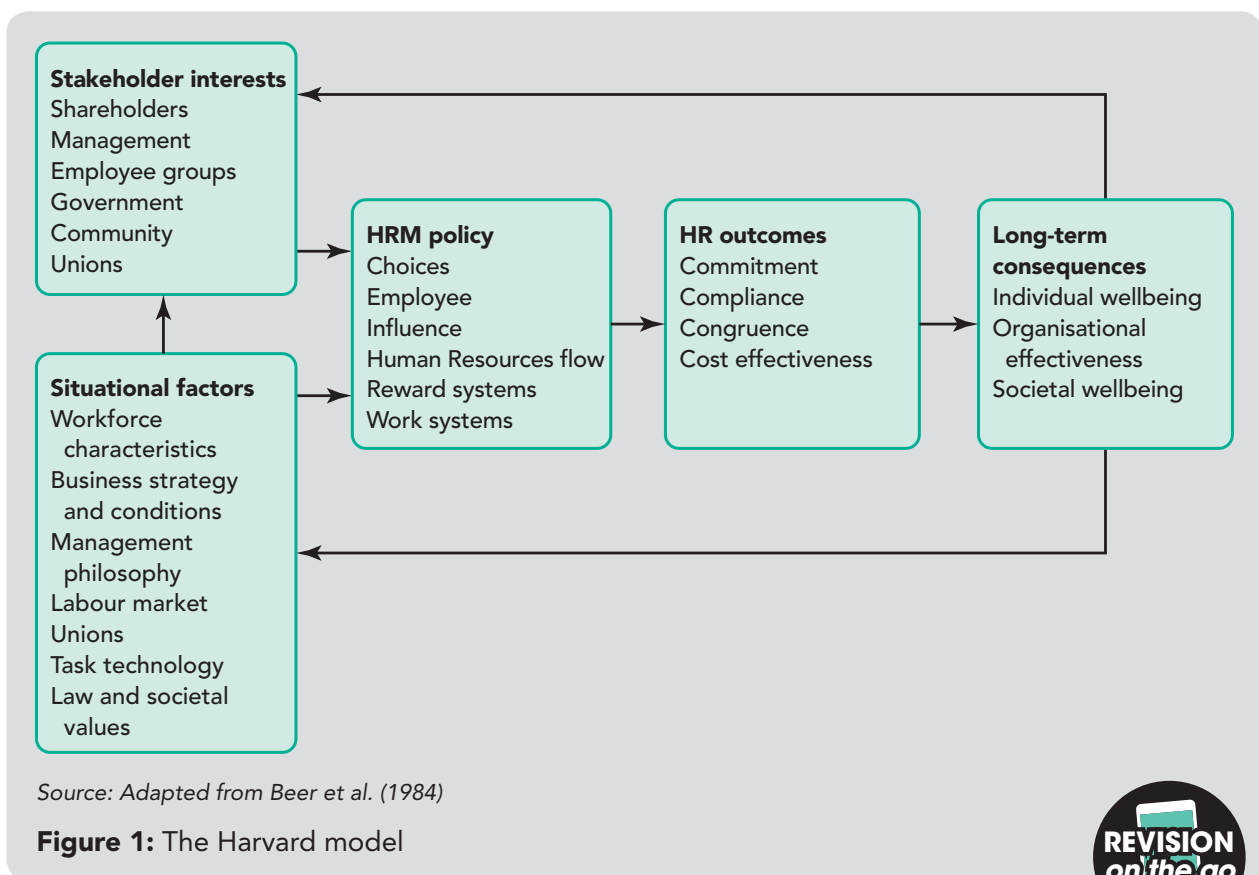 Stakeholder interests
Shareholders
Management
Employee groups
Government
Community
Unions
Situational factors
Workforce
characteristics
Business strategy
and conditions
Management
philosophy
Labour market
Unions
Task technology
Law and societal
values
HRM policy
Choices
Employee
Influence
Human Resources flow
Reward systems
Work systems
HR outcomes
Commitment
Compliance
Congruence
Cost effectiveness
Long-term
consequences
Individual wellbeing
Organisational
effectiveness
Societal wellbeing
Source: Adapted from Beer et al. (1984)
Figure 1: The Harvard model
REVISION
on the go